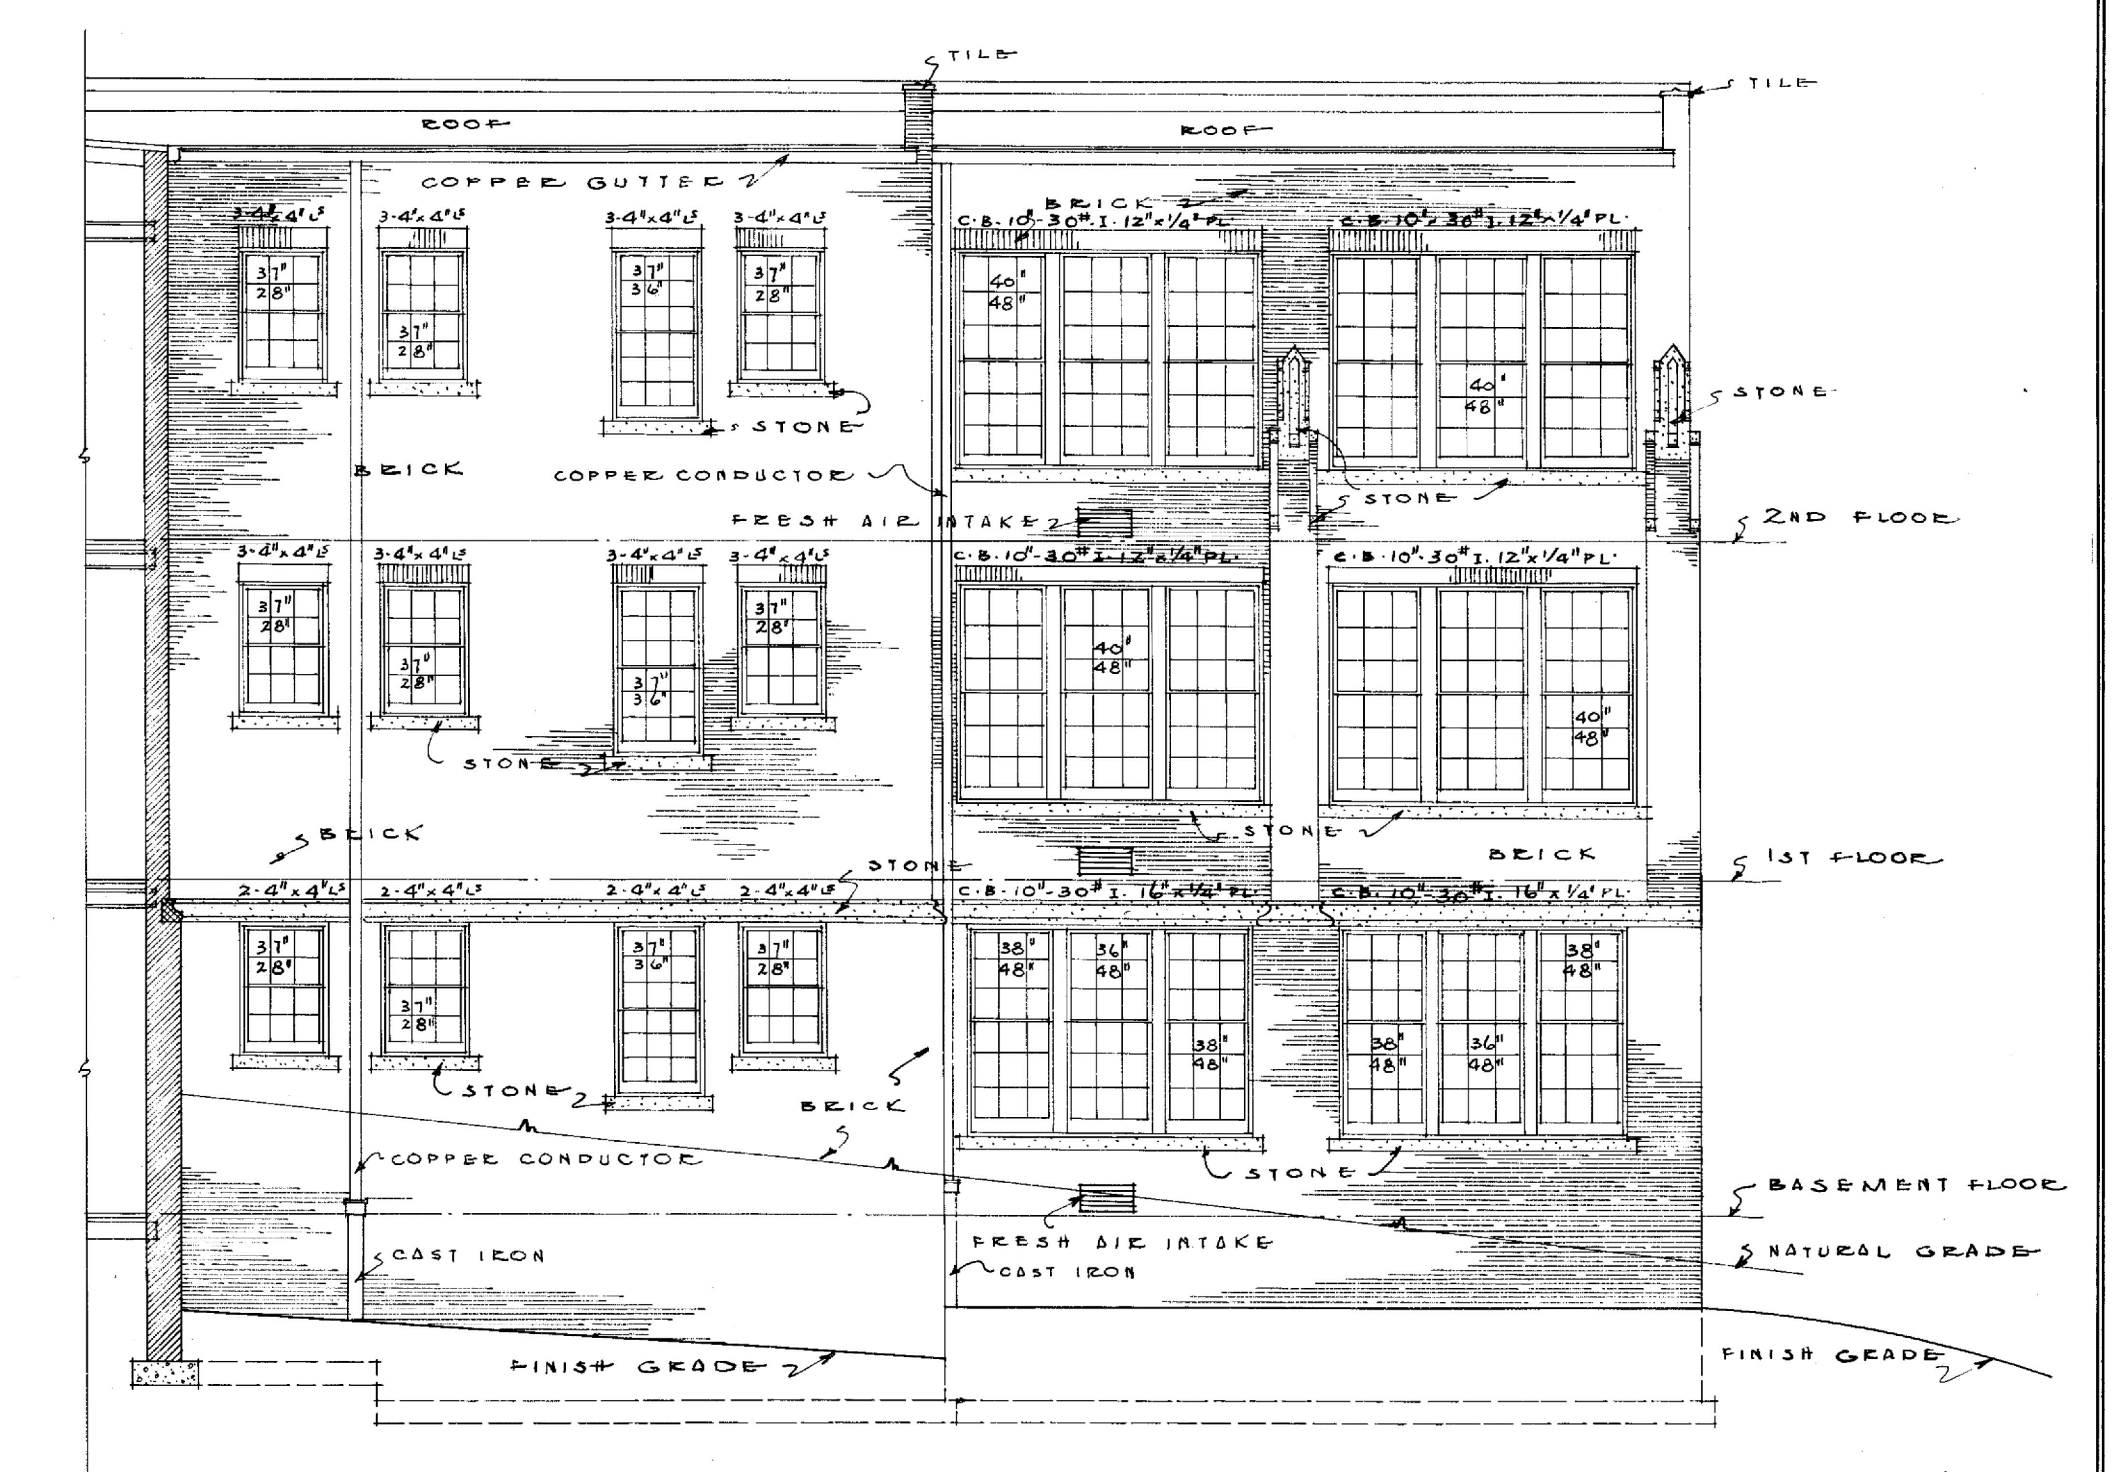 TILE
TILE
ROOF
ROOF
COPPER GUTTER
BRICK
3-4"x4"Ls
3-4"x4"Ls
3-4"x4"Ls
3-4"x4"Ls
C.B.10"-30# I. 12"x1/4" PL.
C.B.10"-30# I. 12"x1/4" PL.
37"
28"
37"
28"
37"
36"
37"
28"
40"
48"
40"
48"
STONE
STONE
BRICK
COPPER CONDUCTOR
STONE
FRESH AIR INTAKE
2ND FLOOR
3-4"x4"Ls
3-4"x4"Ls
3-4"x4"Ls
3-4"x4"Ls
C.B.10"-30# I. 12"x1/4" PL.
C.B.10"-30# I. 12"x1/4" PL.
37"
28"
37"
28"
37"
36"
37"
28"
40"
48"
40"
48"
STONE
BRICK
STONE
BRICK
1ST FLOOR
STONE
2-4"x4"Ls
2-4"x4"Ls
2-4"x4"Ls
2-4"x4"Ls
C.B.10"-30# I. 16"x1/4" PL.
C.B.10"-30# I. 16"x1/4" PL.
37"
28"
37"
28"
37"
36"
37"
28"
38"
48"
36"
48"
38"
48"
38"
48"
36"
48"
38"
48"
STONE
BRICK
COPPER CONDUCTOR
STONE
BASEMENT FLOOR
CAST IRON
FRESH AIR INTAKE
NATURAL GRADE
CAST IRON
FINISH GRADE
FINISH GRADE